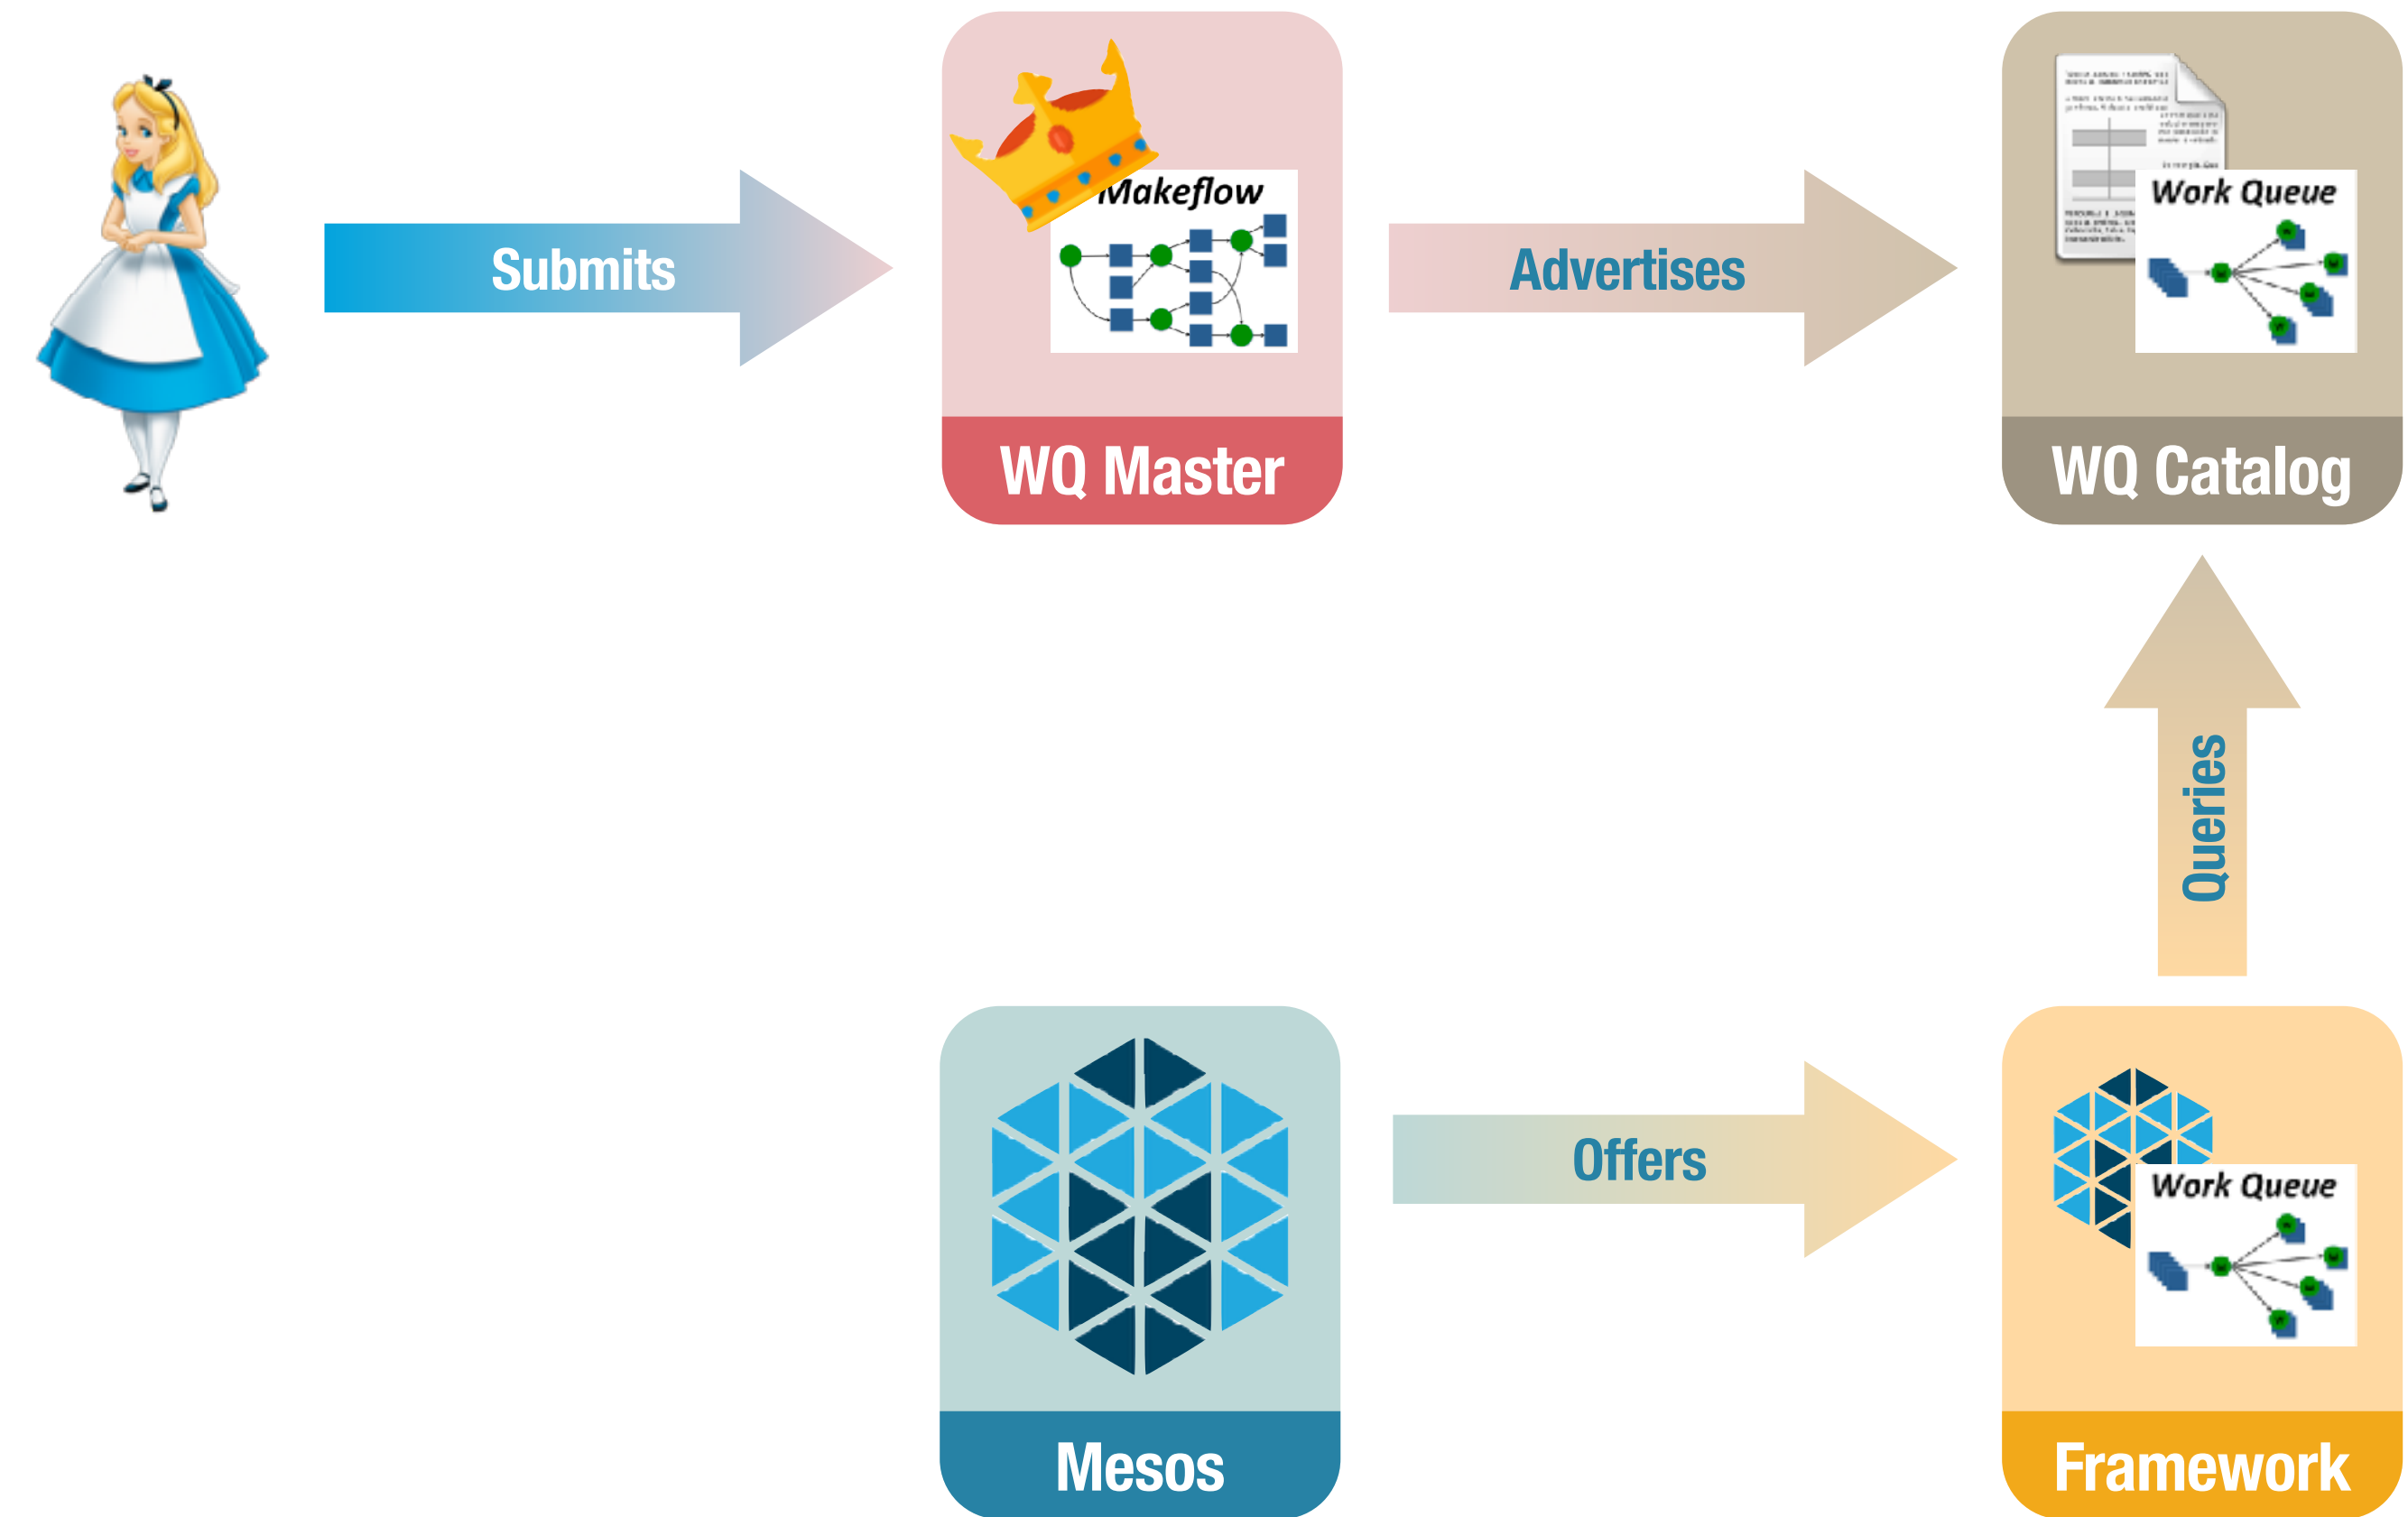 Submits
Makeflow
WQ Master
Advertises
Work Queue
WQ Catalog
Queries
Mesos
Offers
Work Queue
Framework